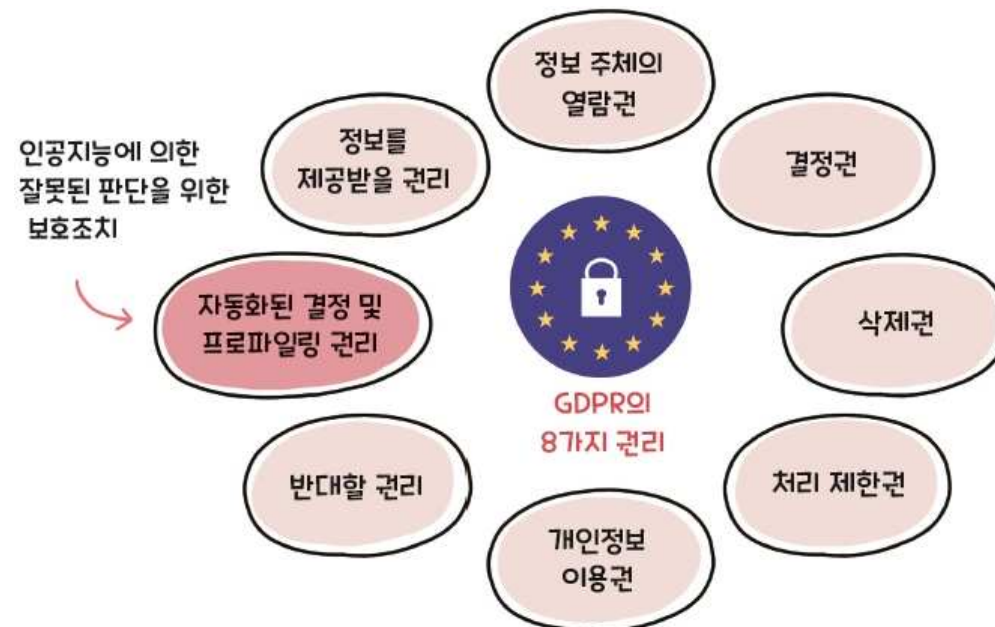 정보 주체의
열람권
정보를
제공받을 권리
결정권
인공지능에 의한
잘못된 판단을 위한
보호조치
자동화된 결정 및
프로파일링 권리
삭제권
GDPR의
8가지 권리
반대할 권리
처리 제한권
개인정보
이용권